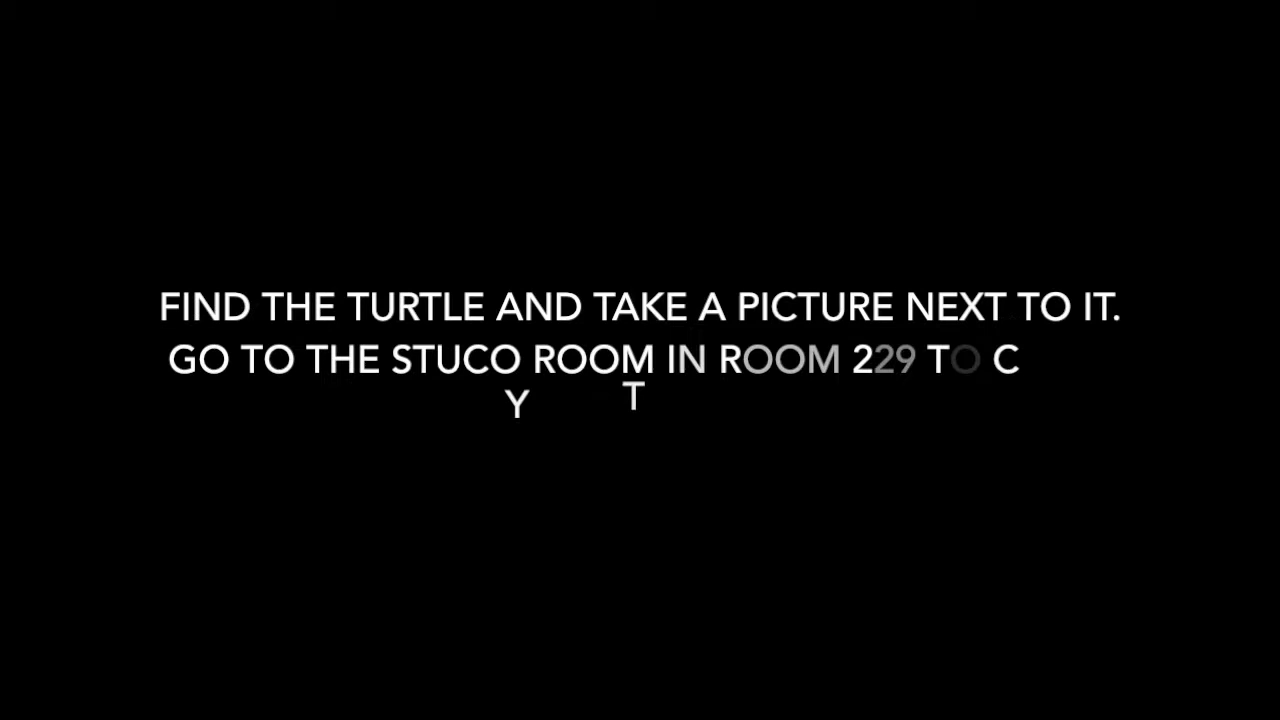 FIND THE TURTLE AND TAKE A PICTURE NEXT TO IT.
GO TO THE STUCO ROOM IN ROOM 229 TO C
Y T